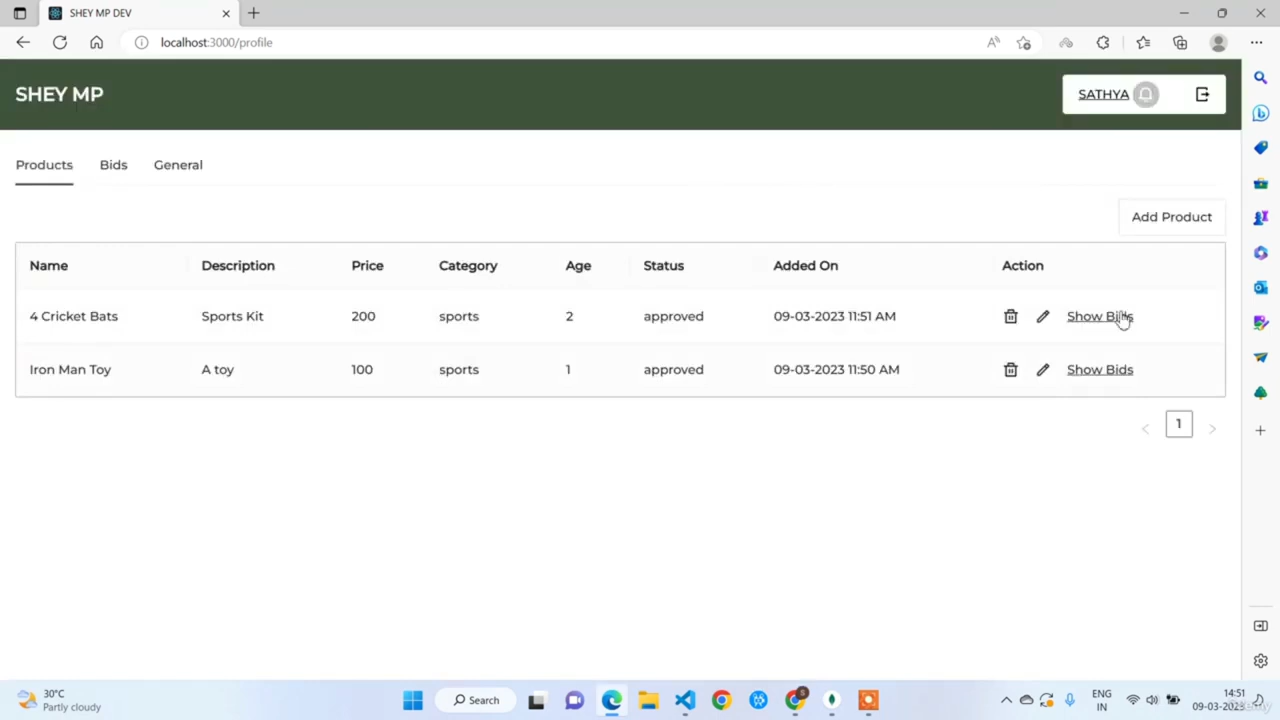 SHEY MP DEV
localhost:3000/profile
SHEY MP
SATHYA
Products Bids General
Add Product
Name Description Price Category Age Status Added On Action
4 Cricket Bats Sports Kit 200 sports 2 approved 09-03-2023 11:51 AM Show Bids
Iron Man Toy A toy 100 sports 1 approved 09-03-2023 11:50 AM Show Bids
1
30°C
Partly cloudy
Search
ENG
IN
14:51
09-03-2023